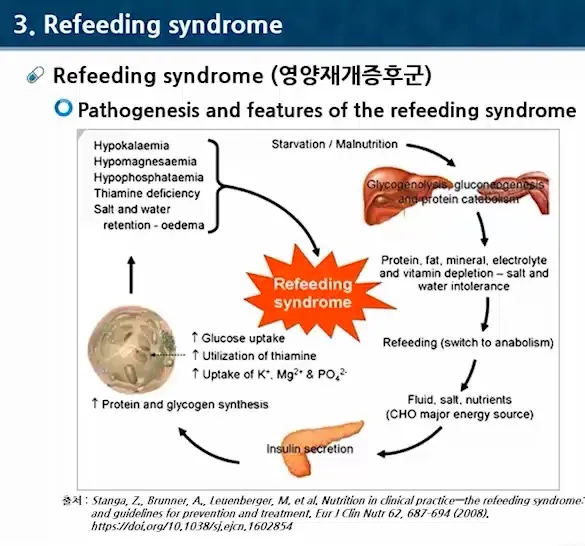 3. Refeeding syndrome
Refeeding syndrome (영양재개증후군)
Pathogenesis and features of the refeeding syndrome
Hypokalaemia
Hypomagnesaemia
Hypophosphataemia
Thiamine deficiency
Salt and water
retention - oedema
Starvation / Malnutrition
Glycogenolysis, gluconeogenesis
and protein catabolism
Protein, fat, mineral, electrolyte
and vitamin depletion – salt and
water intolerance
Refeeding (switch to anabolism)
Fluid, salt, nutrients
(CHO major energy source)
Insulin secretion
↑ Protein and glycogen synthesis
↑ Glucose uptake
↑ Utilization of thiamine
↑ Uptake of K⁺, Mg²⁺ & PO₄²⁻
Refeeding
syndrome
출처 : Stanga, Z., Brunner, A., Leuenberger, M. et al. Nutrition in clinical practice—the refeeding syndrome:
and guidelines for prevention and treatment. Eur J Clin Nutr 62, 687–694 (2008).
https://doi.org/10.1038/sj.ejcn.1602854